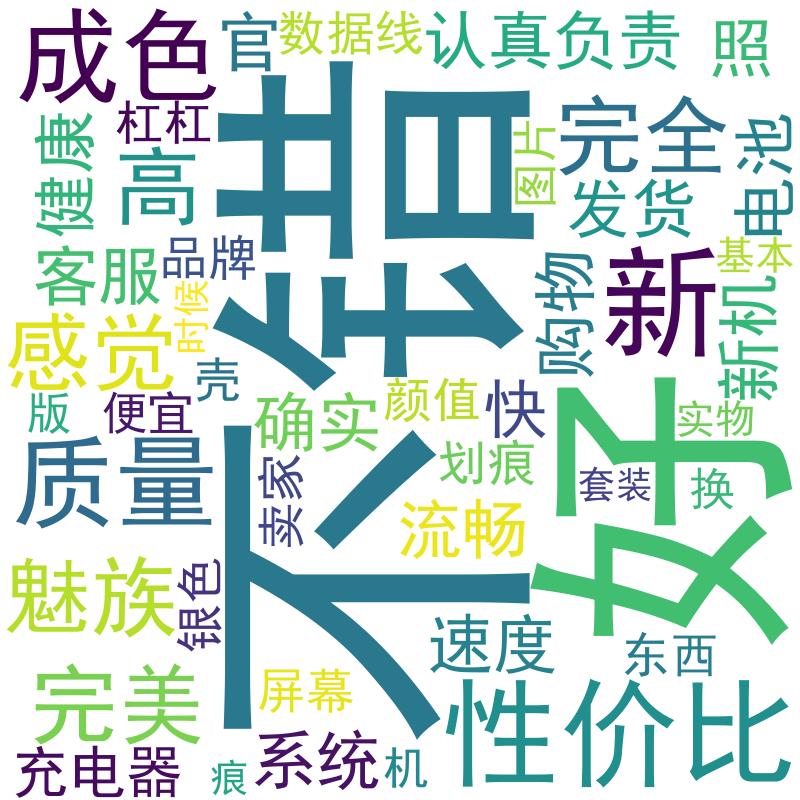 成色
官
数据线
认真负责
照
杠杠
不错
完全
电池
健康
高
图片
发货
客服
品牌
购物
新
基本
新机
感觉
时候
壳
版
便宜
确实
颜值
快
好
实物
质量
卖家
划痕
套装
换
流畅
魅族
银色
速度
东西
完美
屏幕
性价比
充电器
痕
系统
机